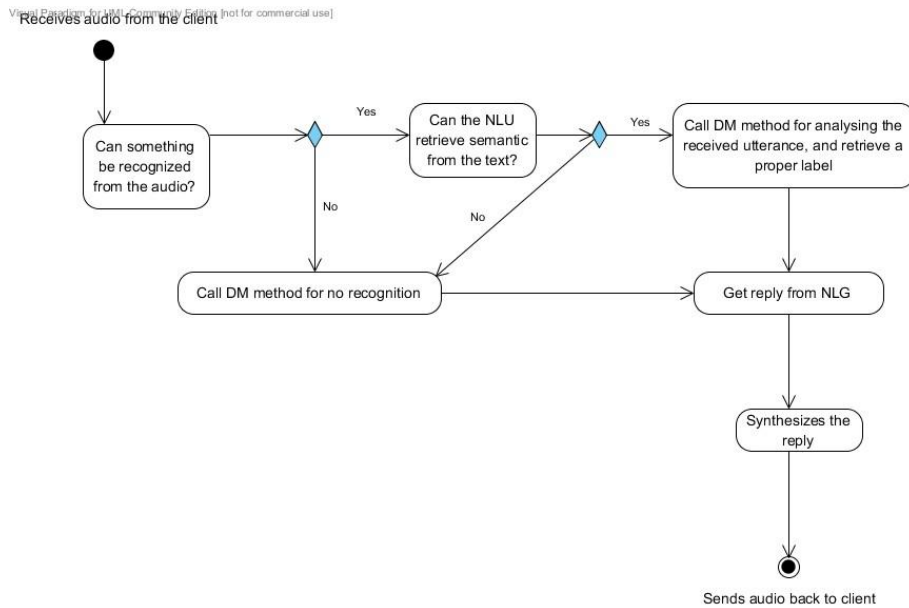 Visual Paradigm for UML Community Edition [not for commercial use]
Receives audio from the client
Can something
be recognized
from the audio?
Yes
Can the NLU
retrieve semantic
from the text?
Yes
Call DM method for analysing the
received utterance, and retrieve a
proper label
No
No
Call DM method for no recognition
Get reply from NLG
Synthesizes the
reply
Sends audio back to client